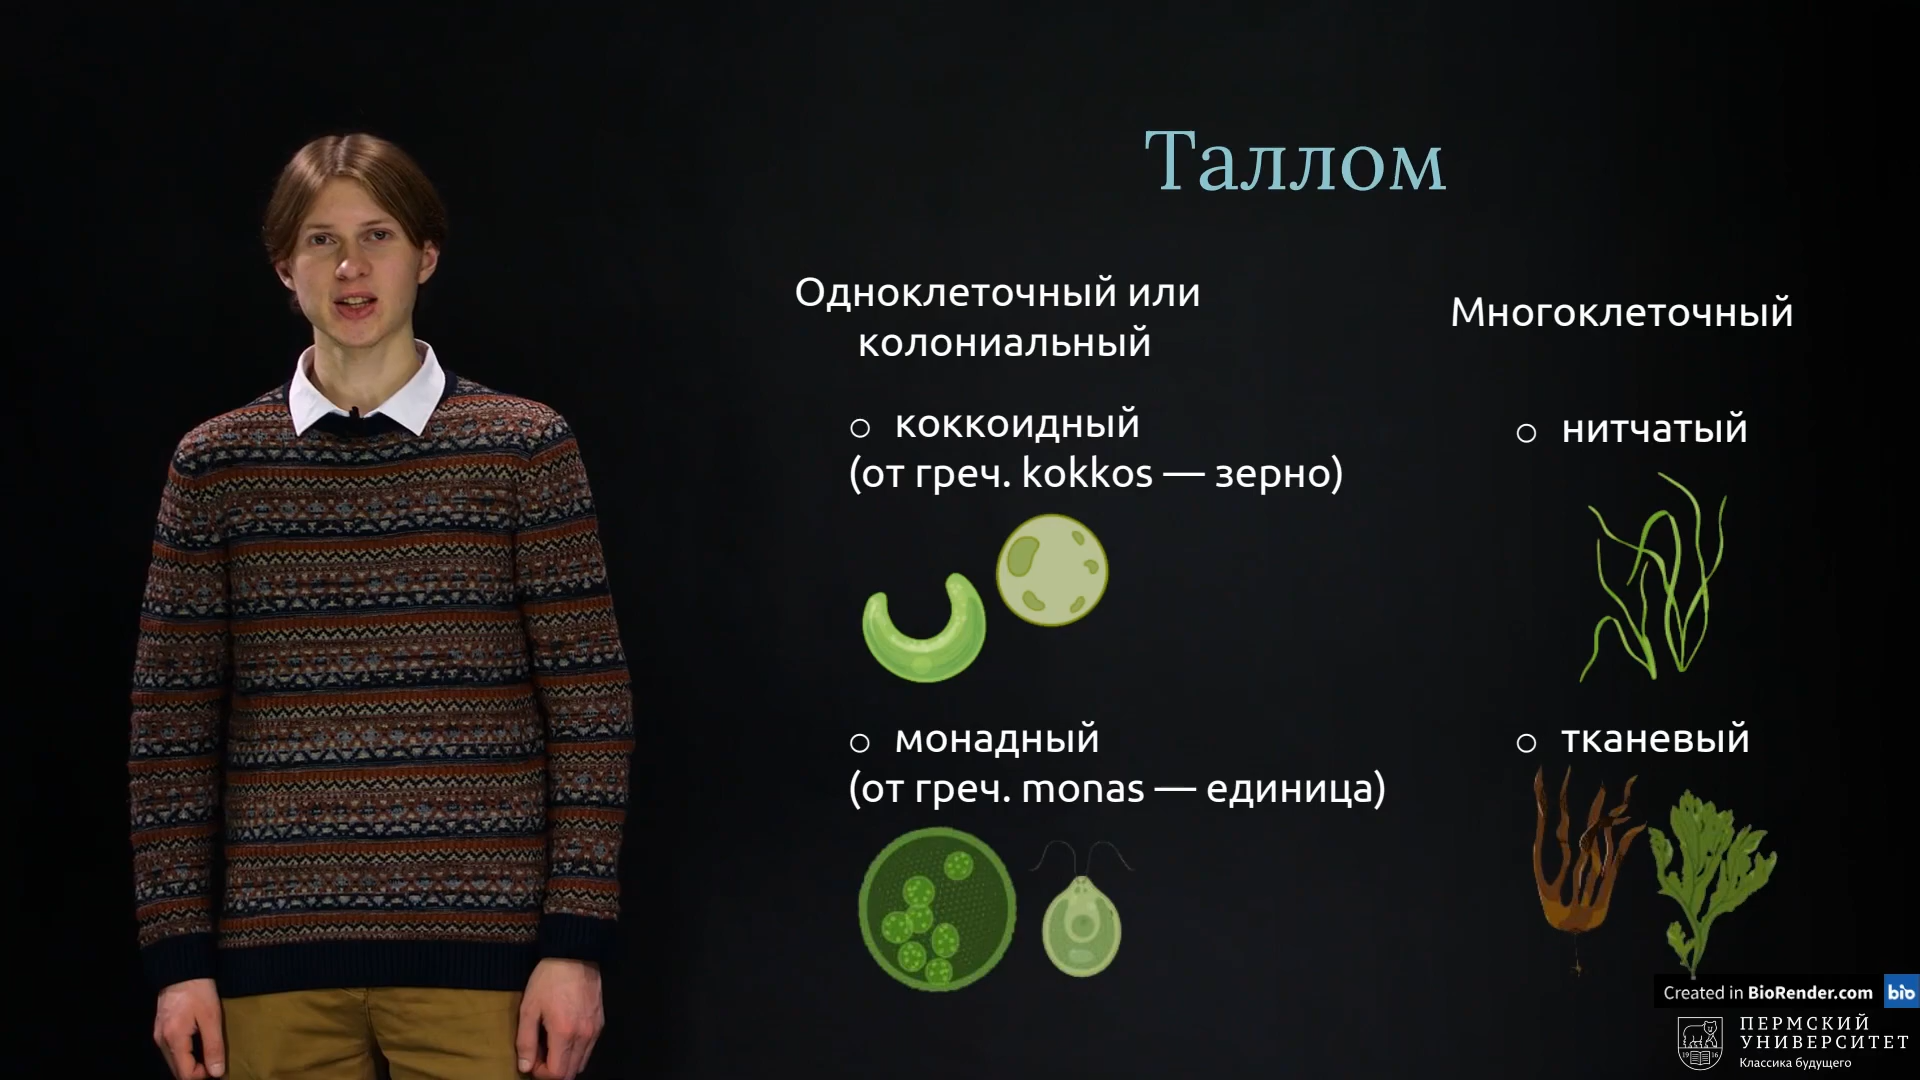 Таллом
Одноклеточный или
колониальный
Многоклеточный
коккоидный
(от греч. kokkos — зерно)
нитчатый
монадный
(от греч. monas — единица)
тканевый
Created in BioRender.com bio
ПЕРМСКИЙ
УНИВЕРСИТЕТ
Классика будущего
1916